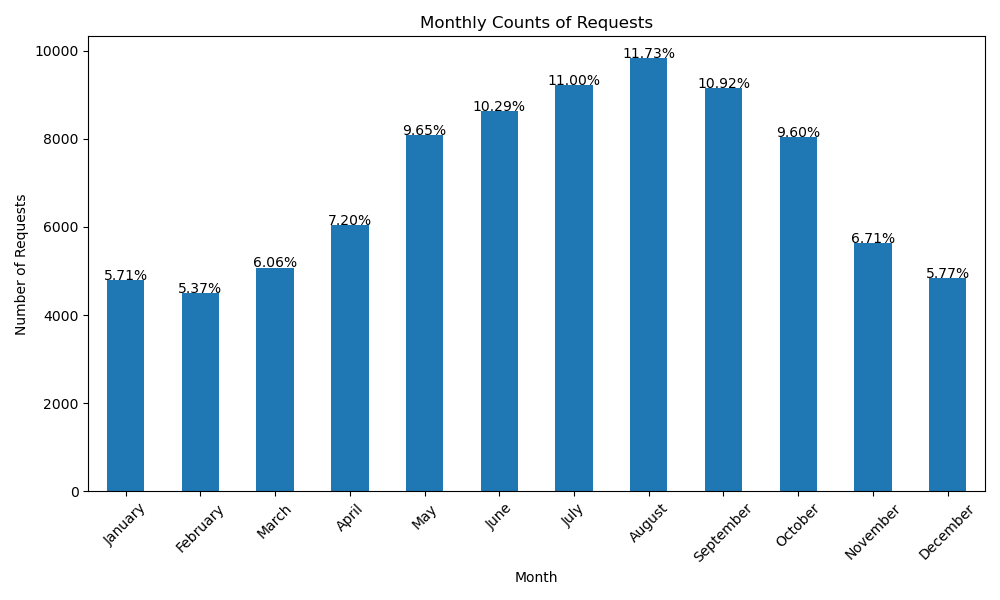 Monthly Counts of Requests
Number of Requests
10000
8000
6000
4000
2000
0
5.71%
5.37%
6.06%
7.20%
9.65%
10.29%
11.00%
11.73%
10.92%
9.60%
6.71%
5.77%
January
February
March
April
May
June
July
August
September
October
November
December
Month